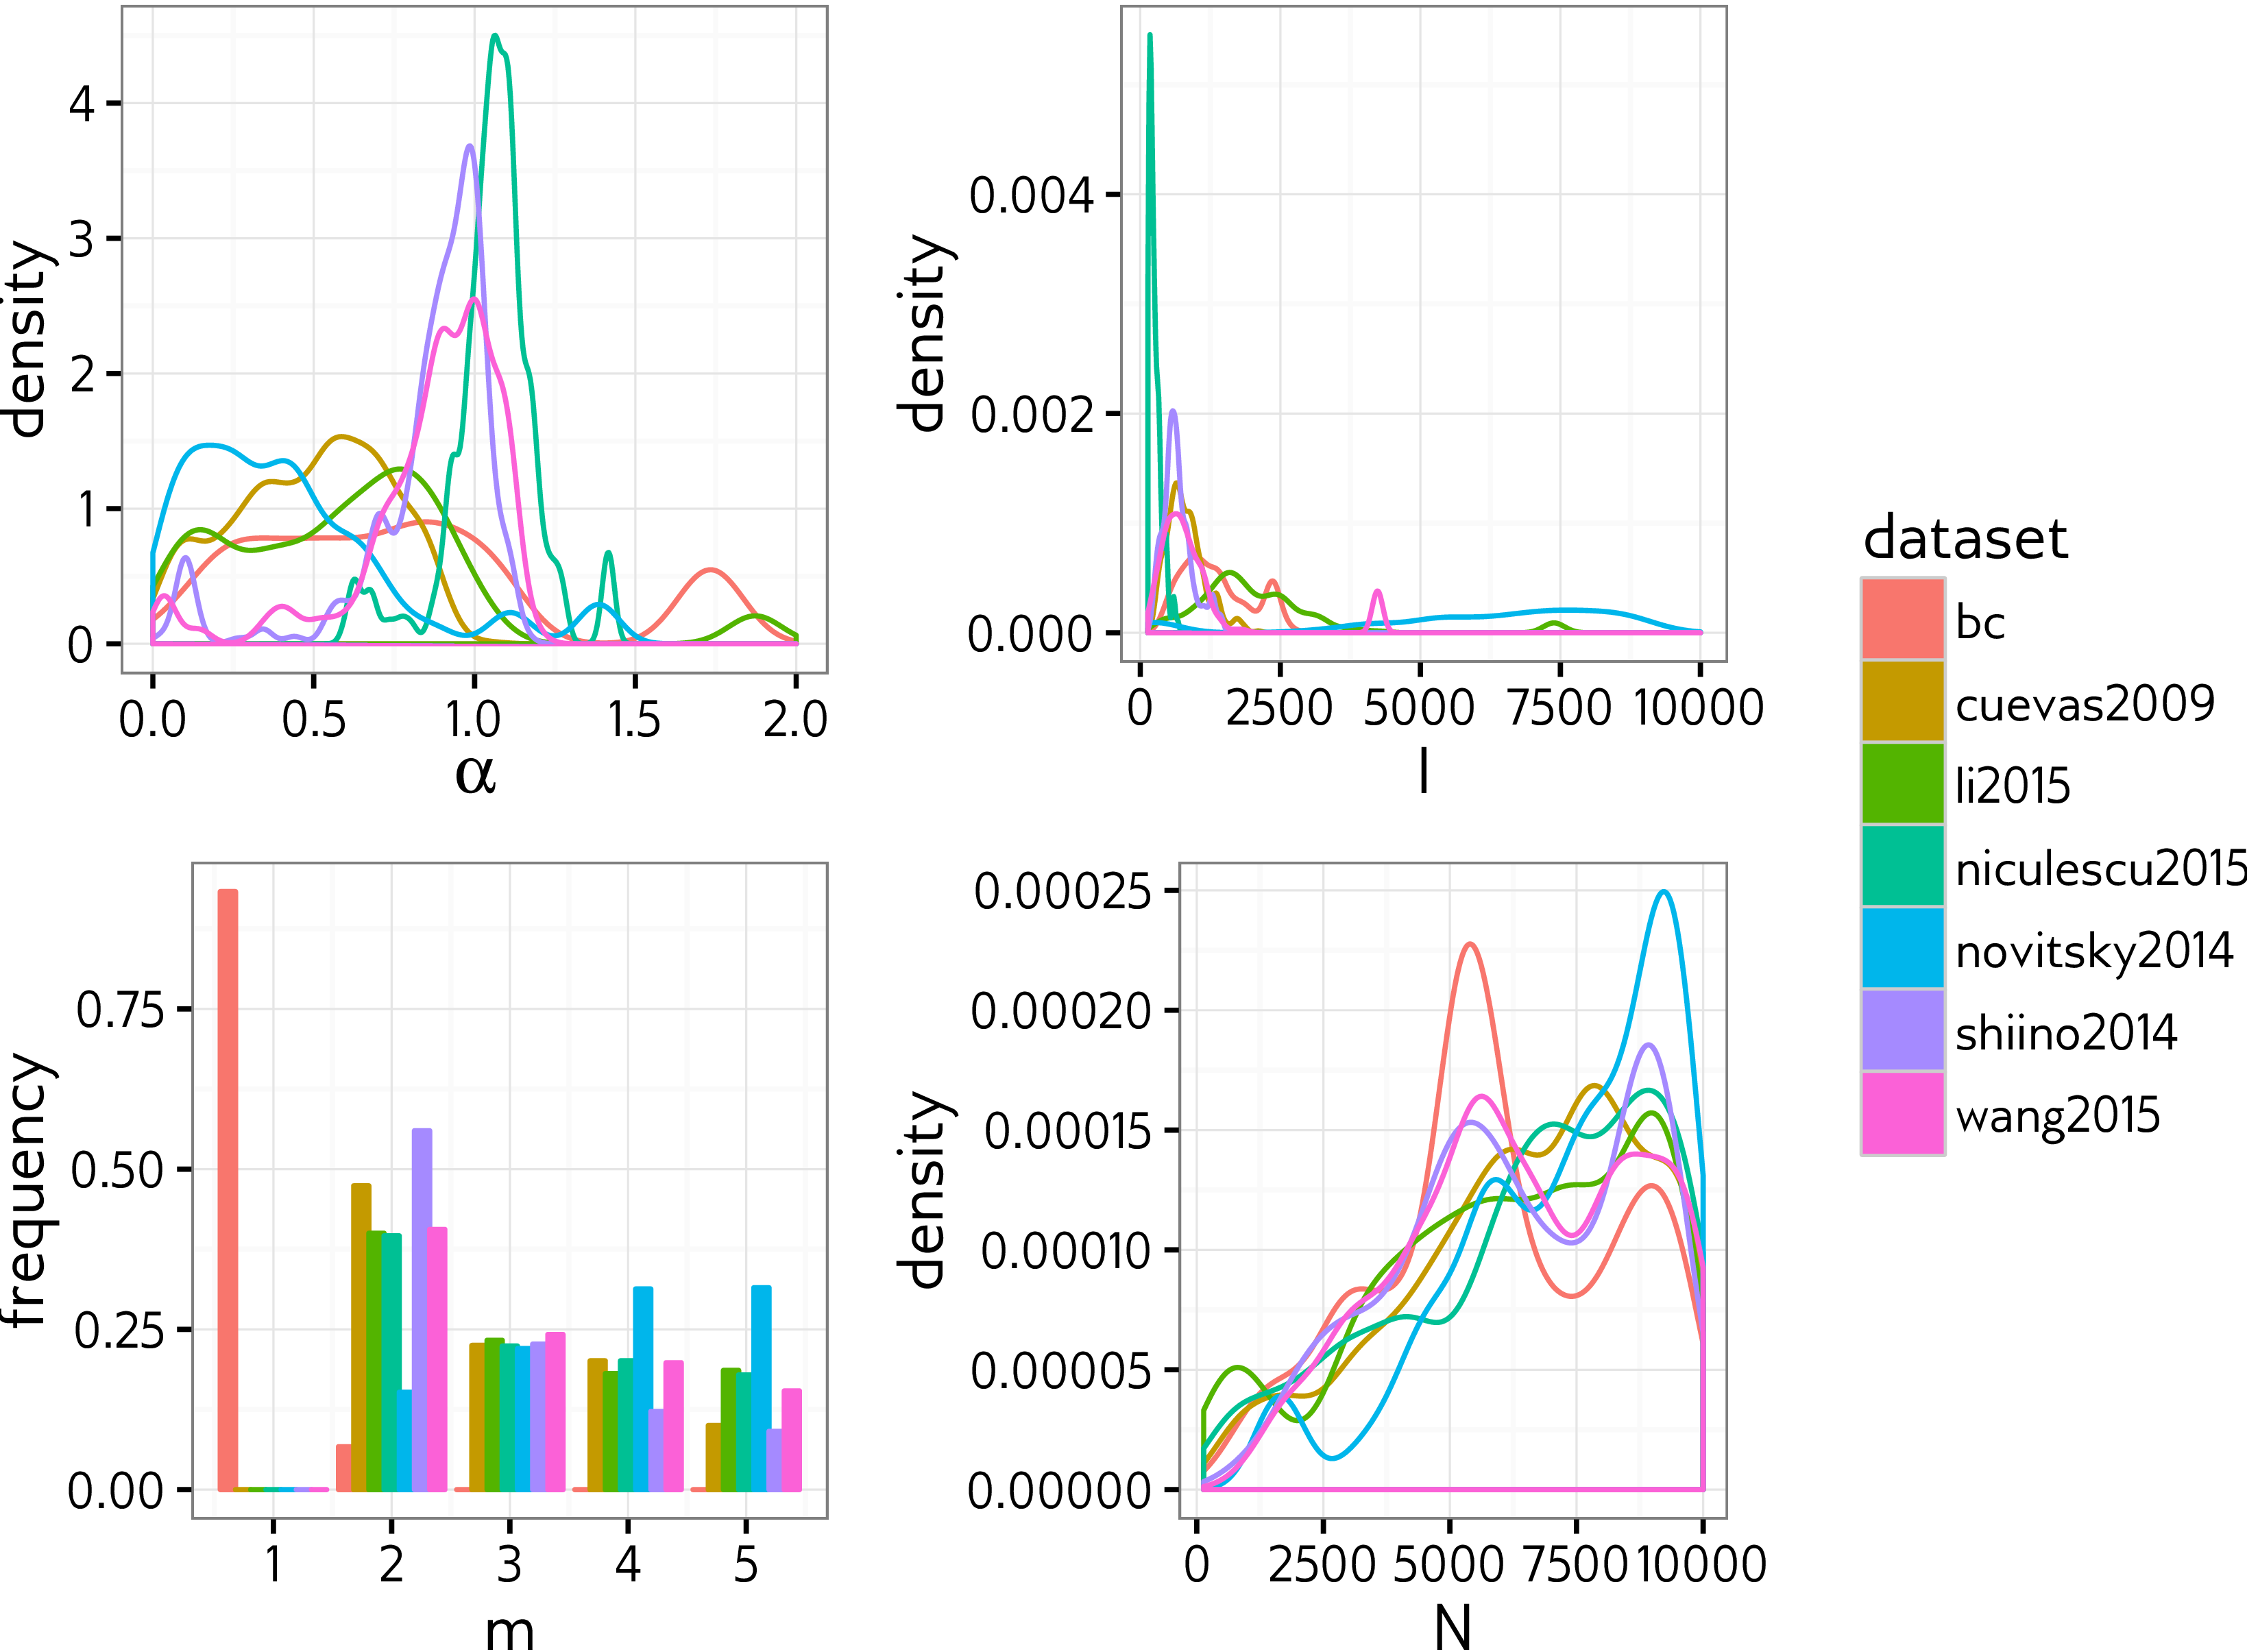 density
4
3
2
1
0
0.0 0.5 1.0 1.5 2.0
α
density
0.004
0.002
0.000
0 2500 5000 7500 10000
I
frequency
0.75
0.50
0.25
0.00
1 2 3 4 5
m
density
0.00025
0.00020
0.00015
0.00010
0.00005
0.00000
0 2500 5000 7500 10000
N
dataset
bc
cuevas2009
li2015
niculescu2015
novitsky2014
shiino2014
wang2015